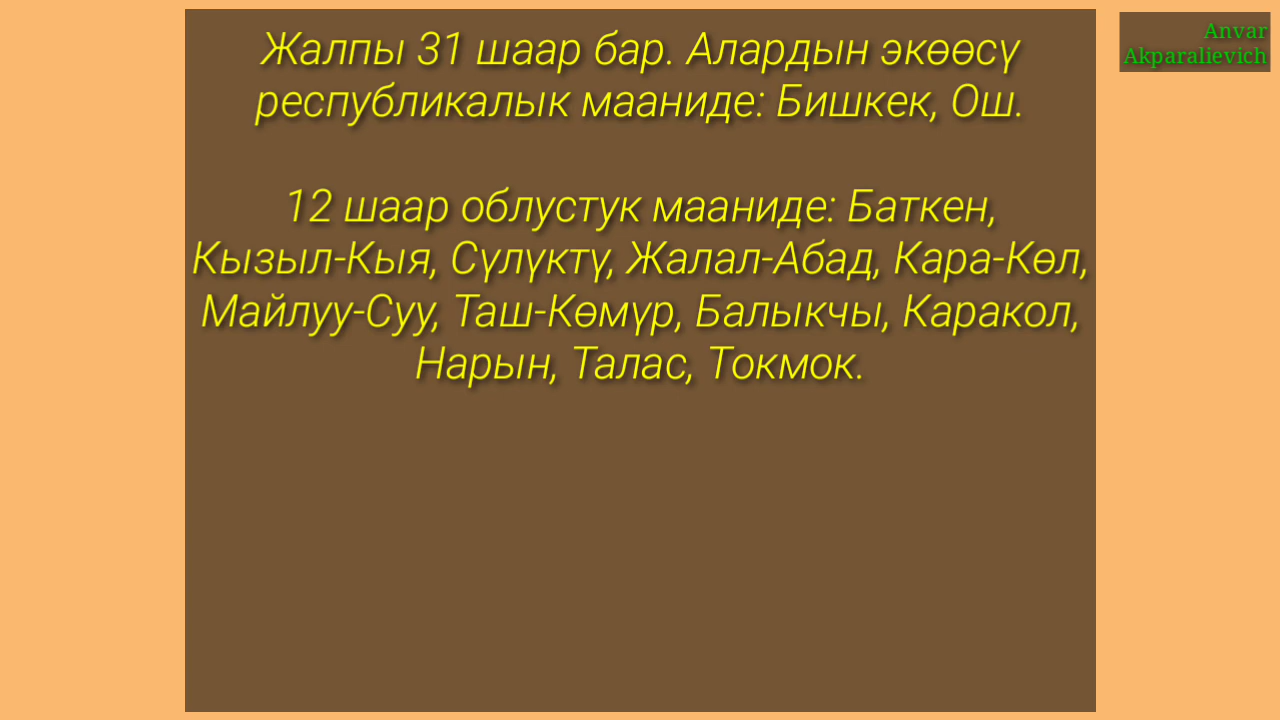 Жалпы 31 шаар бар. Алардын экөөсү
республикалык мааниде: Бишкек, Ош.
12 шаар облустук мааниде: Баткен,
Кызыл-Кыя, Сүлүктү, Жалал-Абад, Кара-Көл,
Майлуу-Суу, Таш-Көмүр, Балыкчы, Каракол,
Нарын, Талас, Токмок.
Anvar
Akparalievich